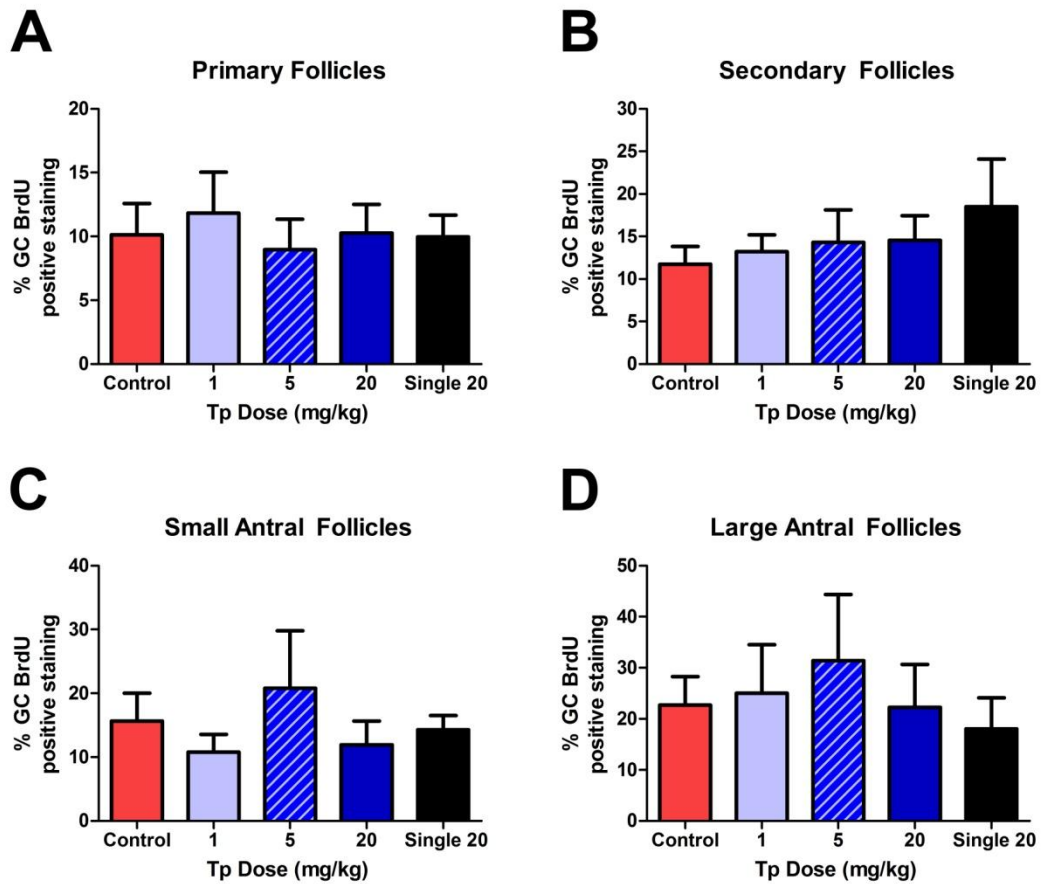 A
Primary Follicles
% GC BrdU
positive staining
20
15
10
5
0
Control 1 5 20 Single 20
Tp Dose (mg/kg)
B
Secondary Follicles
% GC BrdU
positive staining
30
25
20
15
10
5
0
Control 1 5 20 Single 20
Tp Dose (mg/kg)
C
Small Antral Follicles
% GC BrdU
positive staining
40
30
20
10
0
Control 1 5 20 Single 20
Tp Dose (mg/kg)
D
Large Antral Follicles
% GC BrdU
positive staining
50
40
30
20
10
0
Control 1 5 20 Single 20
Tp Dose (mg/kg)